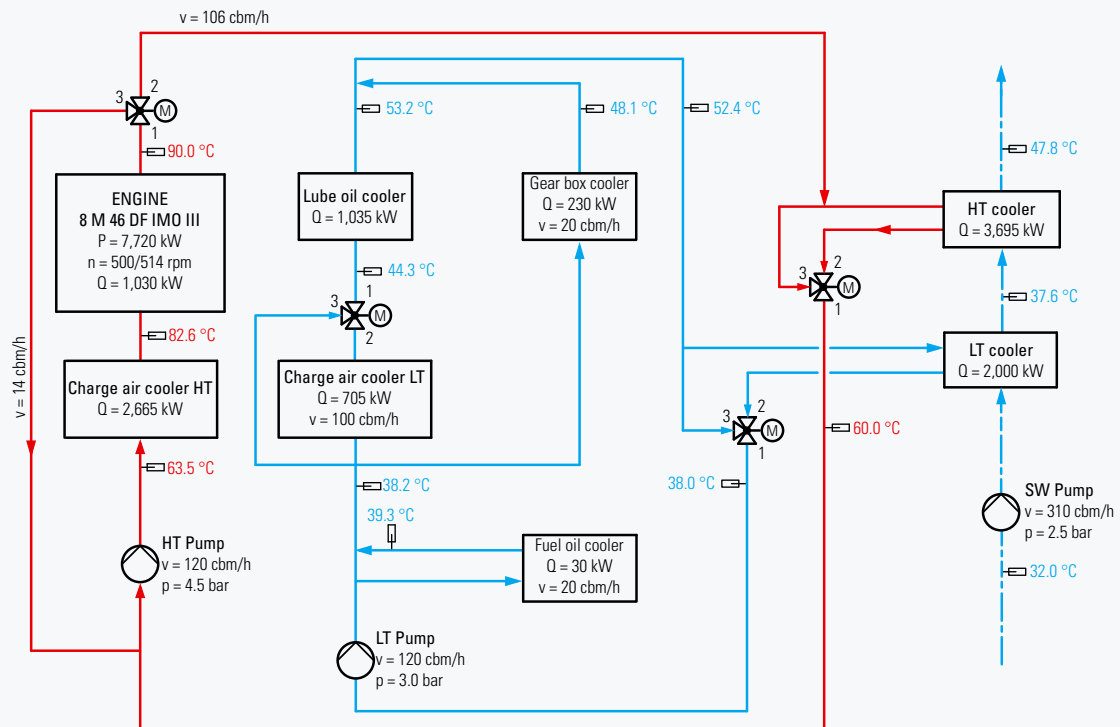 v = 106 cbm/h
3
2
M
1
90.0 °C
ENGINE
8 M 46 DF IMO III
P = 7,720 kW
n = 500/514 rpm
Q = 1,030 kW
82.6 °C
Charge air cooler HT
Q = 2,665 kW
v = 14 cbm/h
63.5 °C
HT Pump
v = 120 cbm/h
p = 4.5 bar
53.2 °C
Lube oil cooler
Q = 1,035 kW
44.3 °C
3
1
M
2
Charge air cooler LT
Q = 705 kW
v = 100 cbm/h
38.2 °C
39.3 °C
LT Pump
v = 120 cbm/h
p = 3.0 bar
48.1 °C
Gear box cooler
Q = 230 kW
v = 20 cbm/h
Fuel oil cooler
Q = 30 kW
v = 20 cbm/h
52.4 °C
3
2
M
1
38.0 °C
3
2
M
1
60.0 °C
47.8 °C
HT cooler
Q = 3,695 kW
37.6 °C
LT cooler
Q = 2,000 kW
SW Pump
v = 310 cbm/h
p = 2.5 bar
32.0 °C